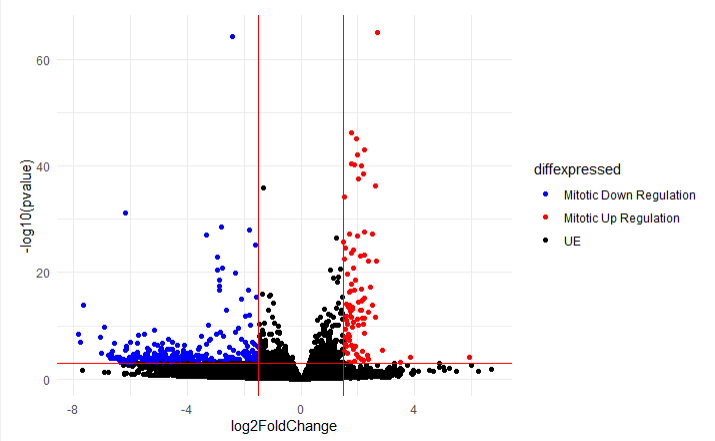 60
40
20
0
-log10(pvalue)
-8
-4
0
4
log2FoldChange
diffexpressed
Mitotic Down Regulation
Mitotic Up Regulation
UE